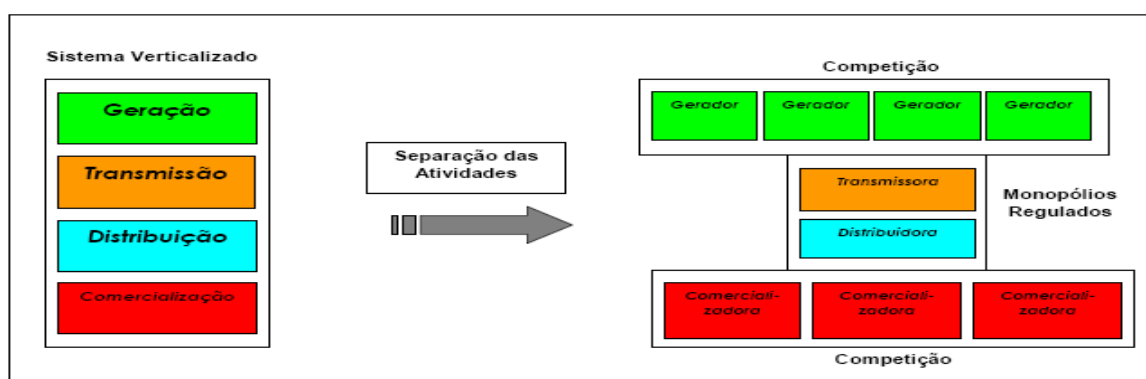 Sistema Verticalizado
Geração
Transmissão
Distribuição
Comercialização
Separação das
Atividades
Competição
Gerador
Gerador
Gerador
Gerador
Transmissora
Distribuidora
Monopólios
Regulados
Comerciali-
zadora
Comerciali-
zadora
Comerciali-
zadora
Competição